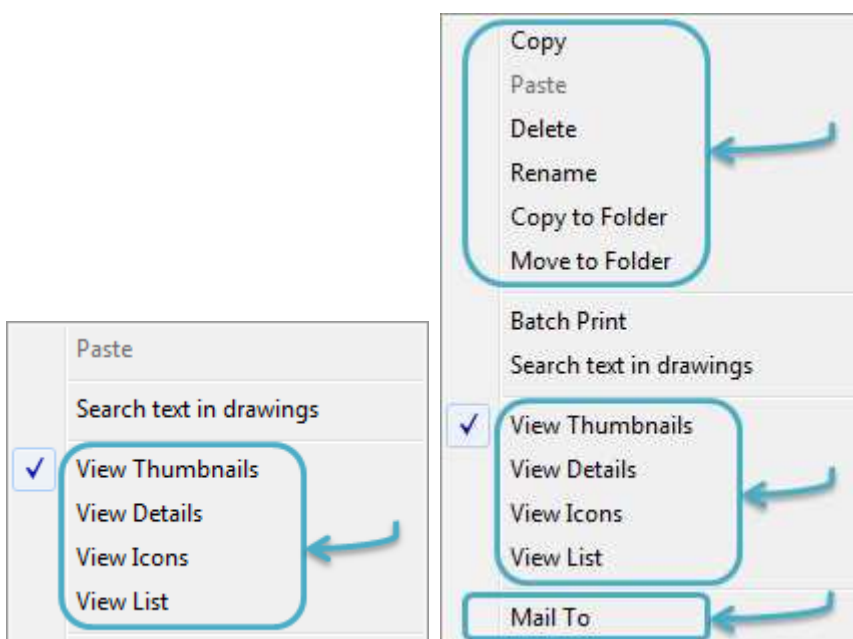 Paste
Search text in drawings
View Thumbnails
View Details
View Icons
View List
Copy
Paste
Delete
Rename
Copy to Folder
Move to Folder
Batch Print
Search text in drawings
View Thumbnails
View Details
View Icons
View List
Mail To